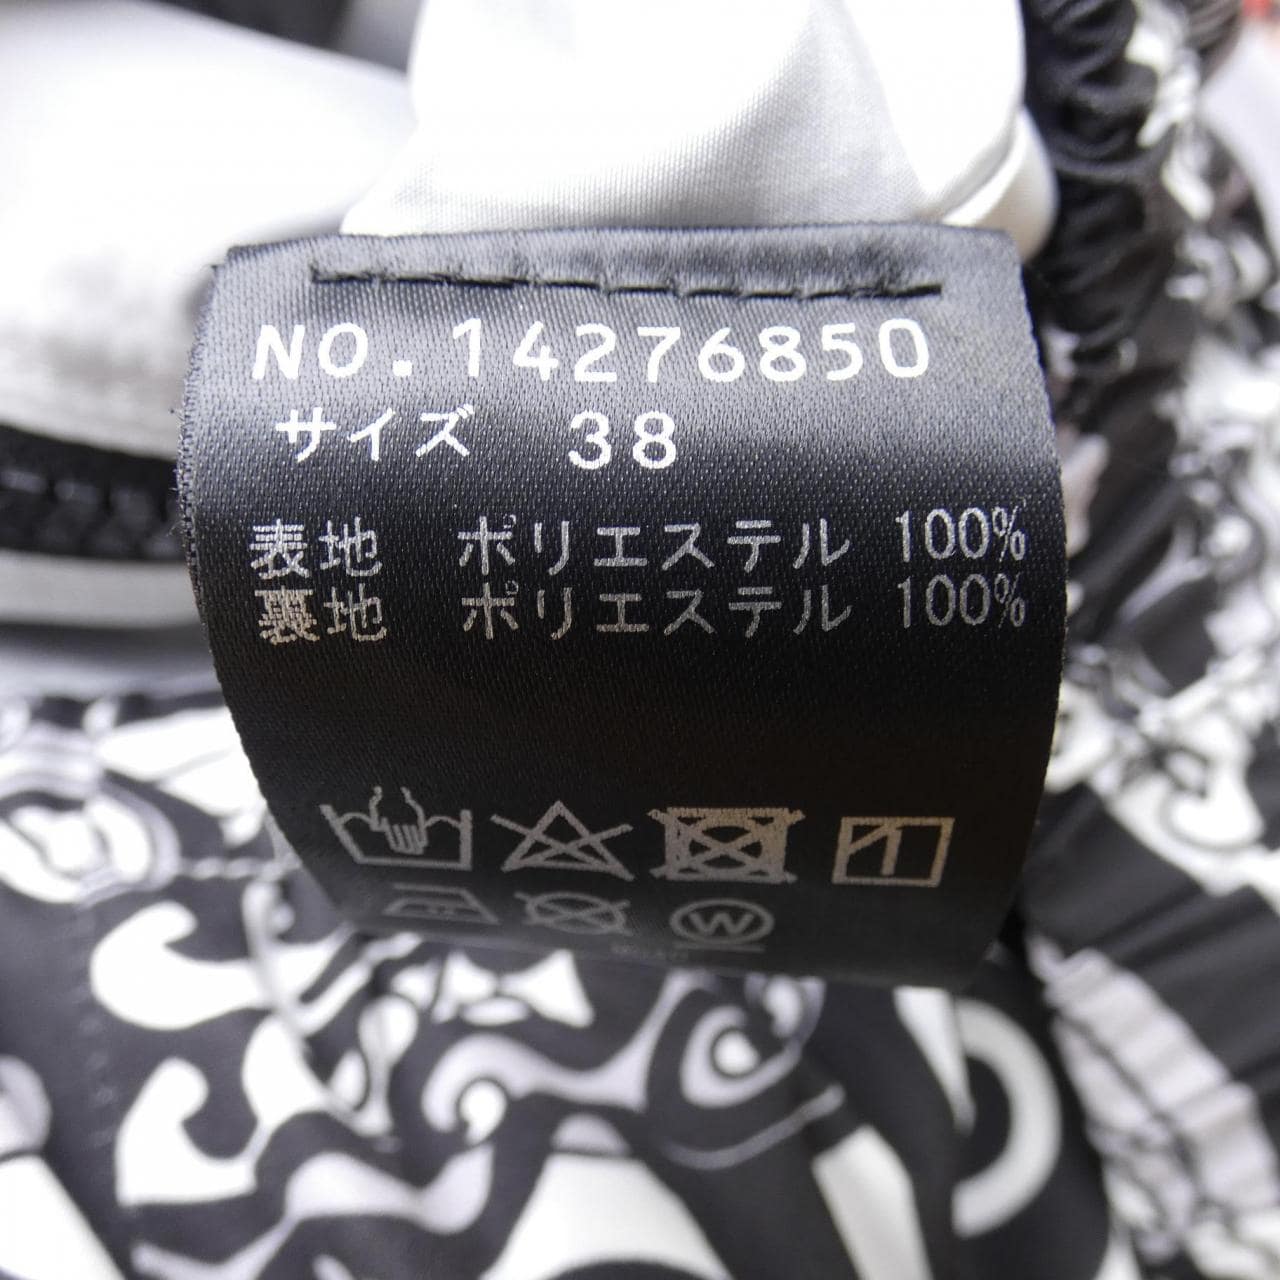 NO.14276850
サイズ 38
表地 ポリエステル 100%
裏地 ポリエステル 100%
W